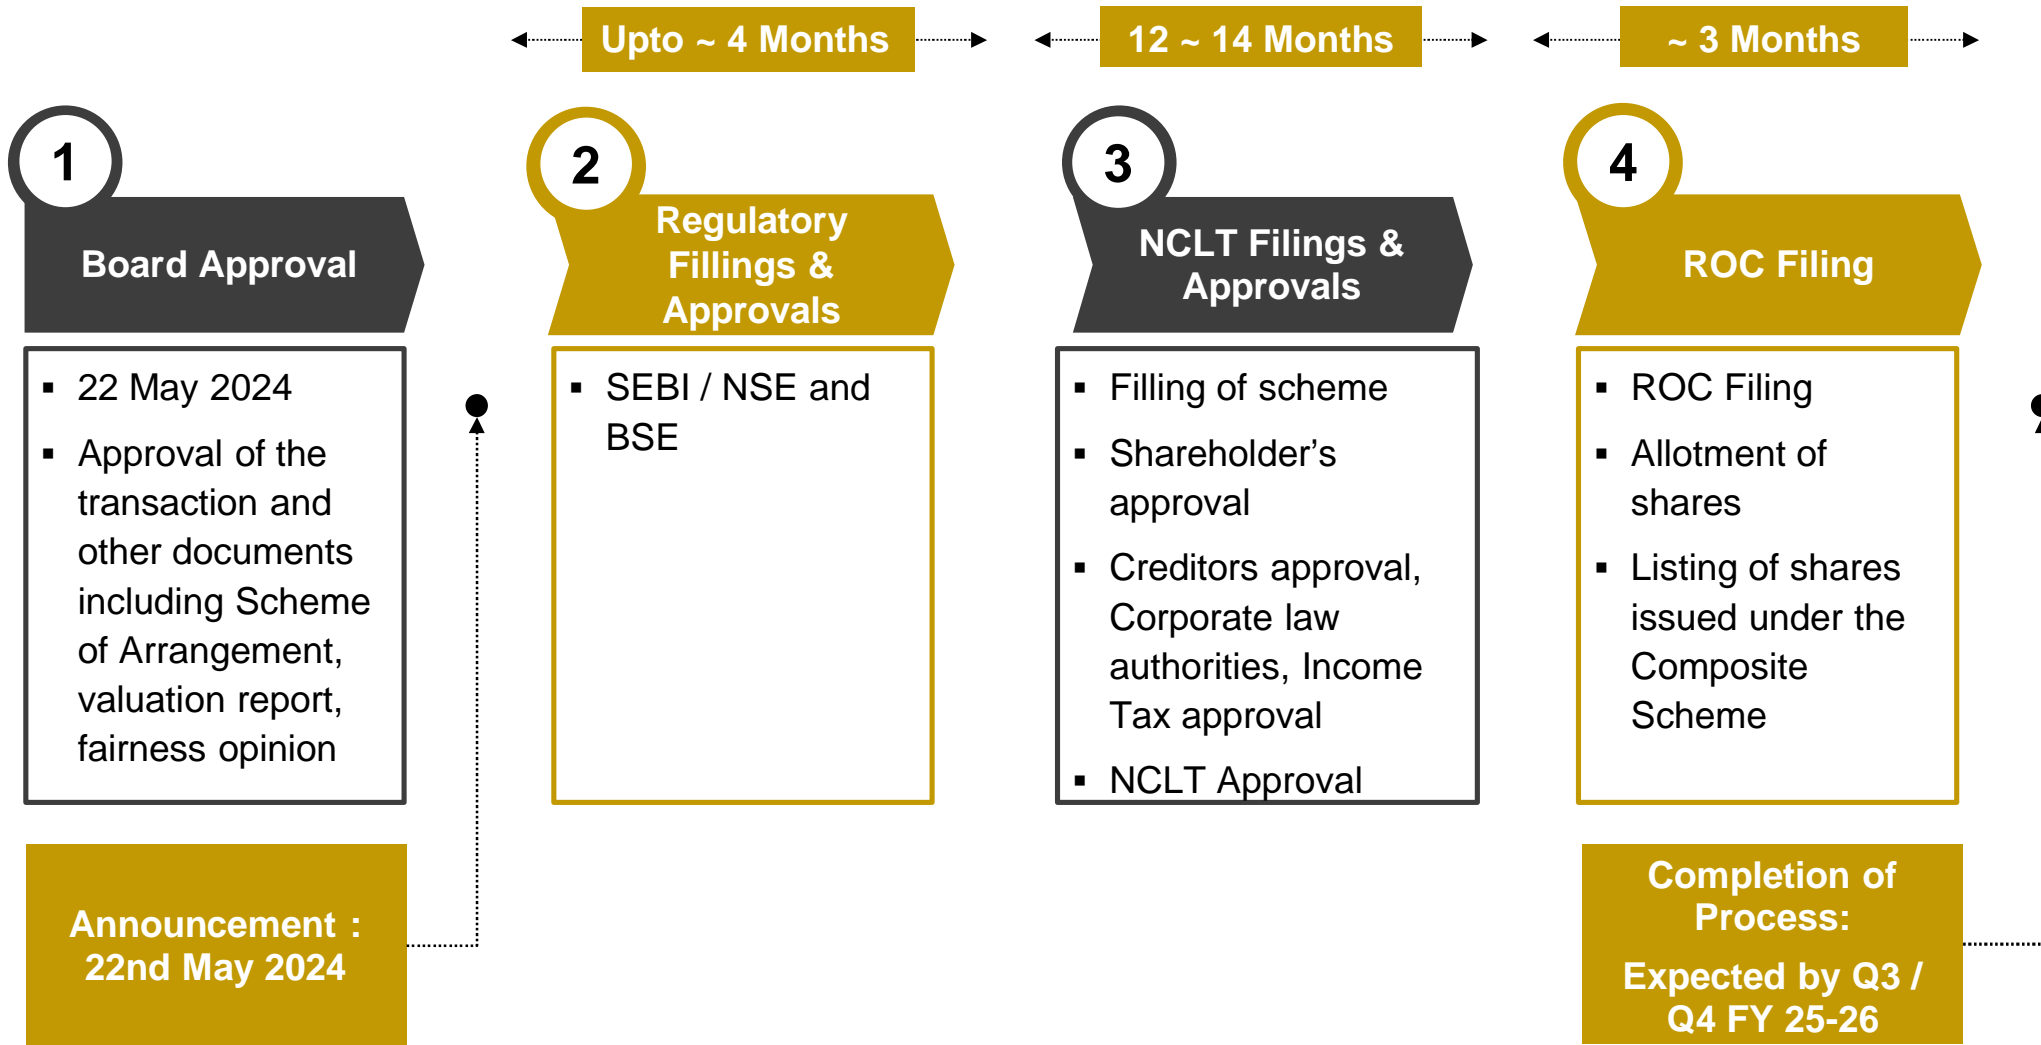 Upto ~ 4 Months
12 ~ 14 Months
~ 3 Months
1
Board Approval
▪ 22 May 2024
▪ Approval of the
transaction and
other documents
including Scheme
of Arrangement,
valuation report,
fairness opinion
Announcement :
22nd May 2024
2
Regulatory
Fillings &
Approvals
▪ SEBI / NSE and
BSE
3
NCLT Filings &
Approvals
▪ Filling of scheme
▪ Shareholder’s
approval
▪ Creditors approval,
Corporate law
authorities, Income
Tax approval
▪ NCLT Approval
4
ROC Filing
▪ ROC Filing
▪ Allotment of
shares
▪ Listing of shares
issued under the
Composite
Scheme
Completion of
Process:
Expected by Q3 /
Q4 FY 25-26